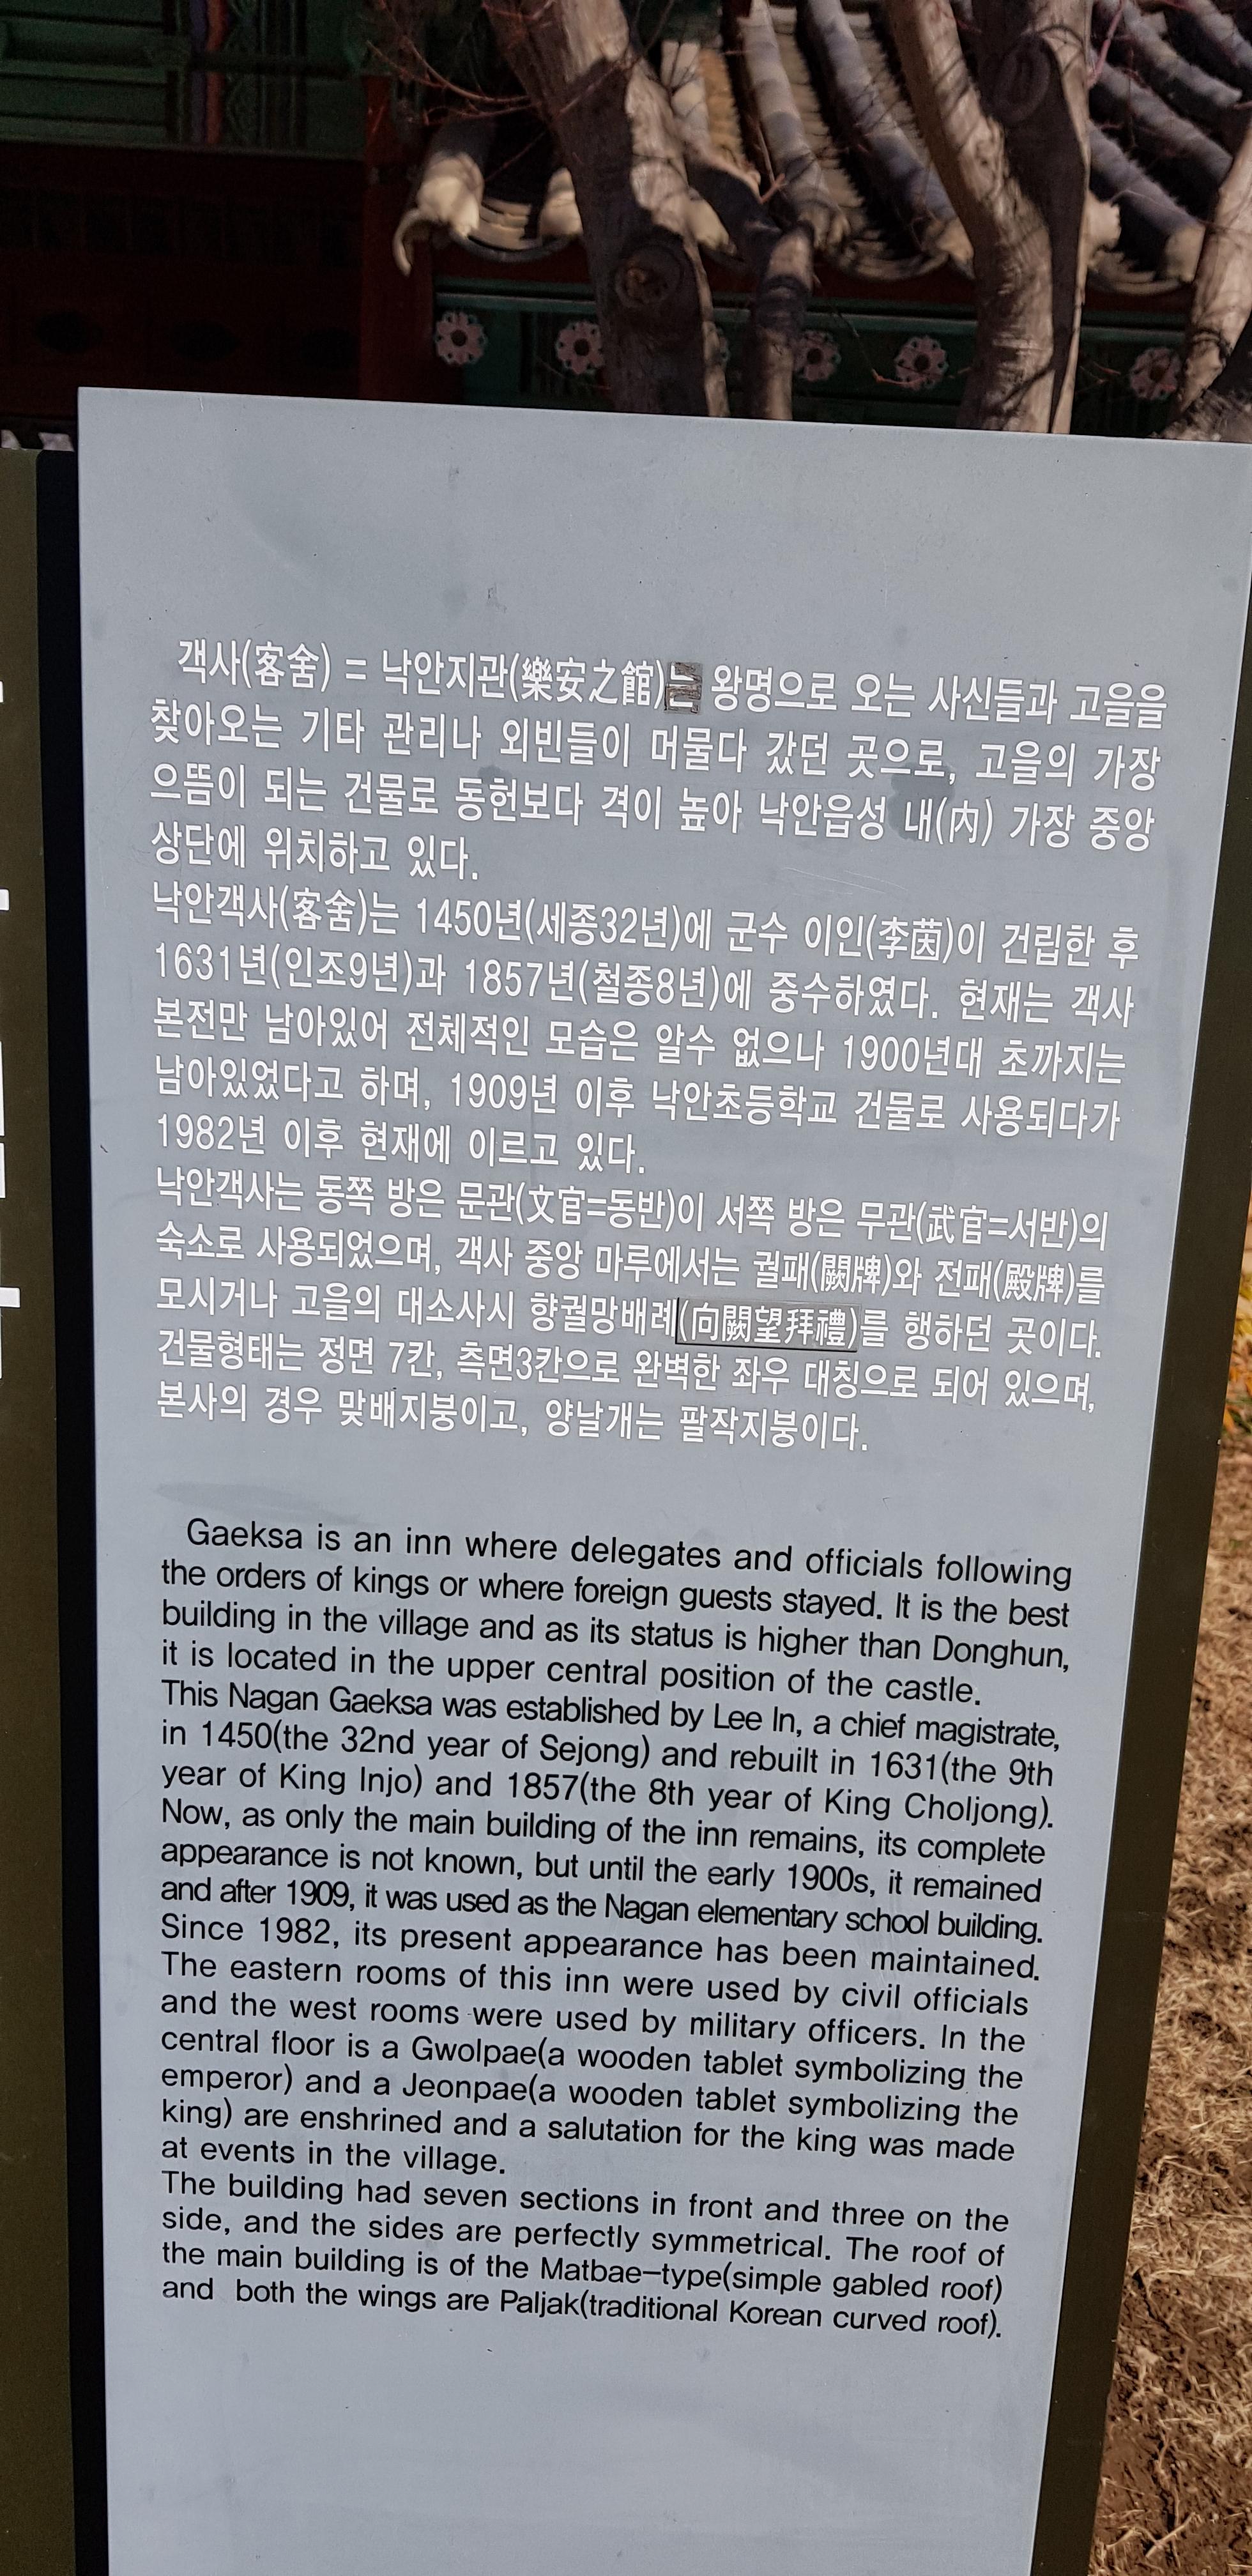 객사(客舍) = 낙안지관(樂安之館)는 왕명으로 오는 사신들과 고을을
찾아오는 기타 관리나 외빈들이 머물다 갔던 곳으로, 고을의 가장
으뜸이 되는 건물로 동헌보다 격이 높아 낙안읍성 내(內) 가장 중앙
상단에 위치하고 있다.
낙안객사(客舍)는 1450년(세종32년)에 군수 이인(李茵)이 건립한 후
1631년(인조9년)과 1857년(철종8년)에 중수하였다. 현재는 객사
본전만 남아있어 전체적인 모습은 알수 없으나 1900년대 초까지는
남아있었다고 하며, 1909년 이후 낙안초등학교 건물로 사용되다가
1982년 이후 현재에 이르고 있다.
낙안객사는 동쪽 방은 문관(文官=동반)이 서쪽 방은 무관(武官=서반)의
숙소로 사용되었으며, 객사 중앙 마루에서는 궐패(闕牌)와 전패(殿牌)를
모시거나 고을의 대소사시 향궐망배례(向闕望拜禮)를 행하던 곳이다.
건물형태는 정면 7칸, 측면3칸으로 완벽한 좌우 대칭으로 되어 있으며,
본사의 경우 맞배지붕이고, 양날개는 팔작지붕이다.
Gaeksa is an inn where delegates and officials following
the orders of kings or where foreign guests stayed. It is the best
building in the village and as its status is higher than Donghun,
it is located in the upper central position of the castle.
This Nagan Gaeksa was established by Lee In, a chief magistrate,
in 1450(the 32nd year of Sejong) and rebuilt in 1631(the 9th
year of King Injo) and 1857(the 8th year of King Choljong).
Now, as only the main building of the inn remains, its complete
appearance is not known, but until the early 1900s, it remained
and after 1909, it was used as the Nagan elementary school building.
Since 1982, its present appearance has been maintained.
The eastern rooms of this inn were used by civil officials
and the west rooms were used by military officers. In the
central floor is a Gwolpae(a wooden tablet symbolizing the
emperor) and a Jeonpae(a wooden tablet symbolizing the
king) are enshrined and a salutation for the king was made
at events in the village.
The building had seven sections in front and three on the
side, and the sides are perfectly symmetrical. The roof of
the main building is of the Matbae-type(simple gabled roof)
and both the wings are Paljak(traditional Korean curved roof).